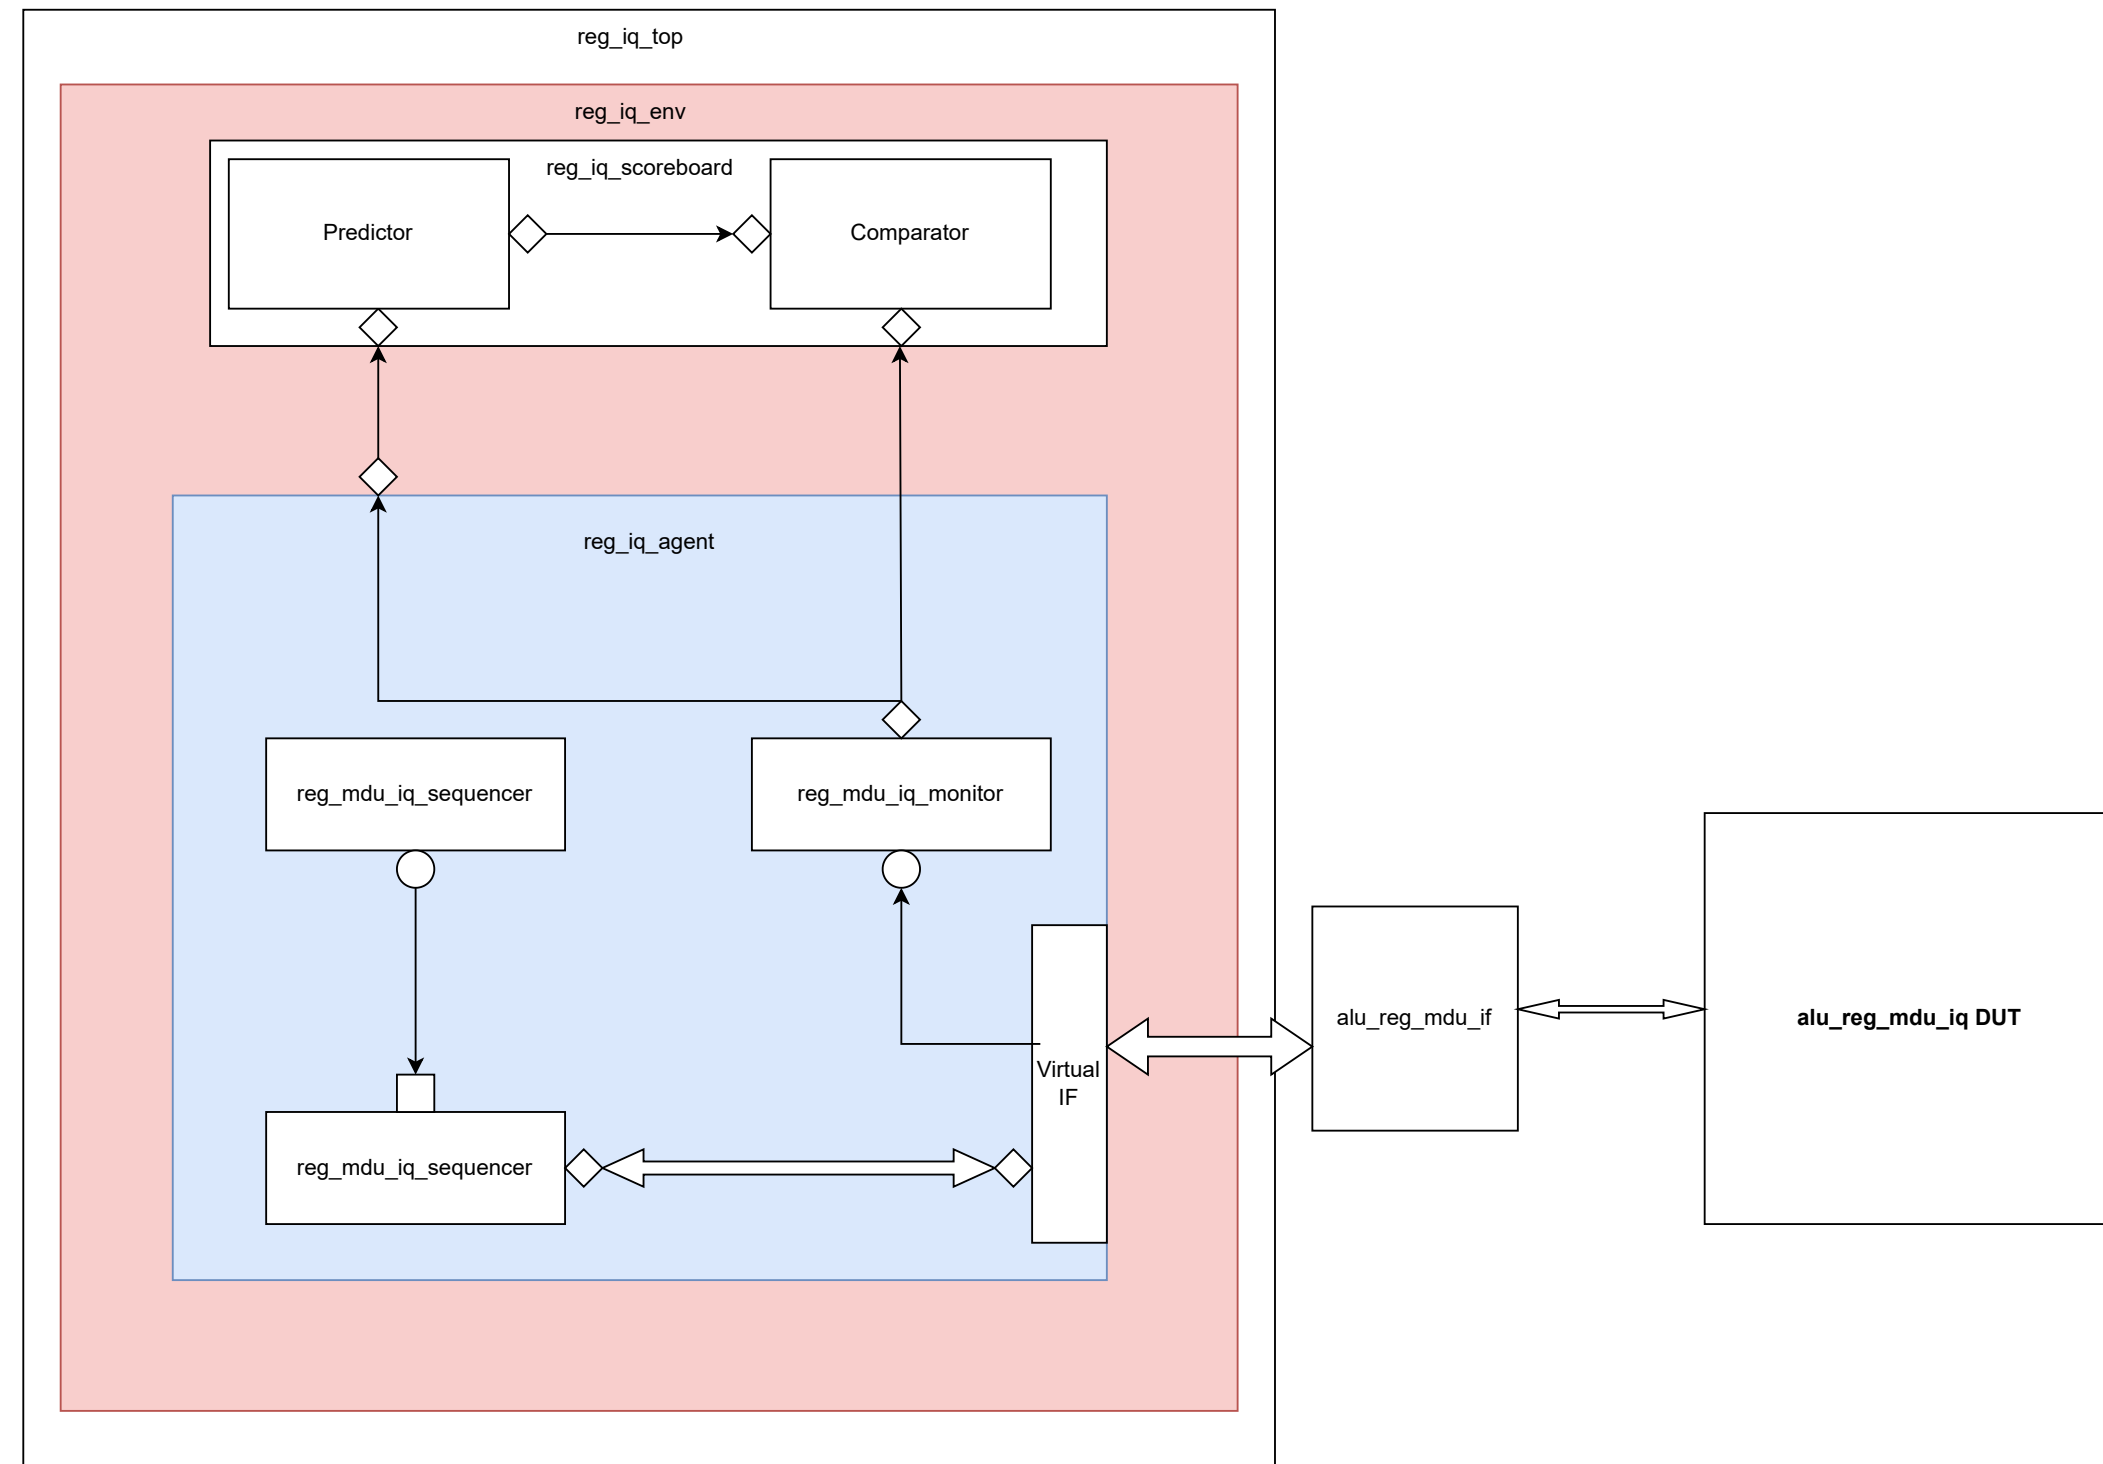 reg_iq_top
reg_iq_env
reg_iq_scoreboard
Predictor
Comparator
reg_iq_agent
reg_mdu_iq_sequencer
reg_mdu_iq_monitor
Virtual
IF
alu_reg_mdu_if
alu_reg_mdu_iq DUT
reg_mdu_iq_sequencer